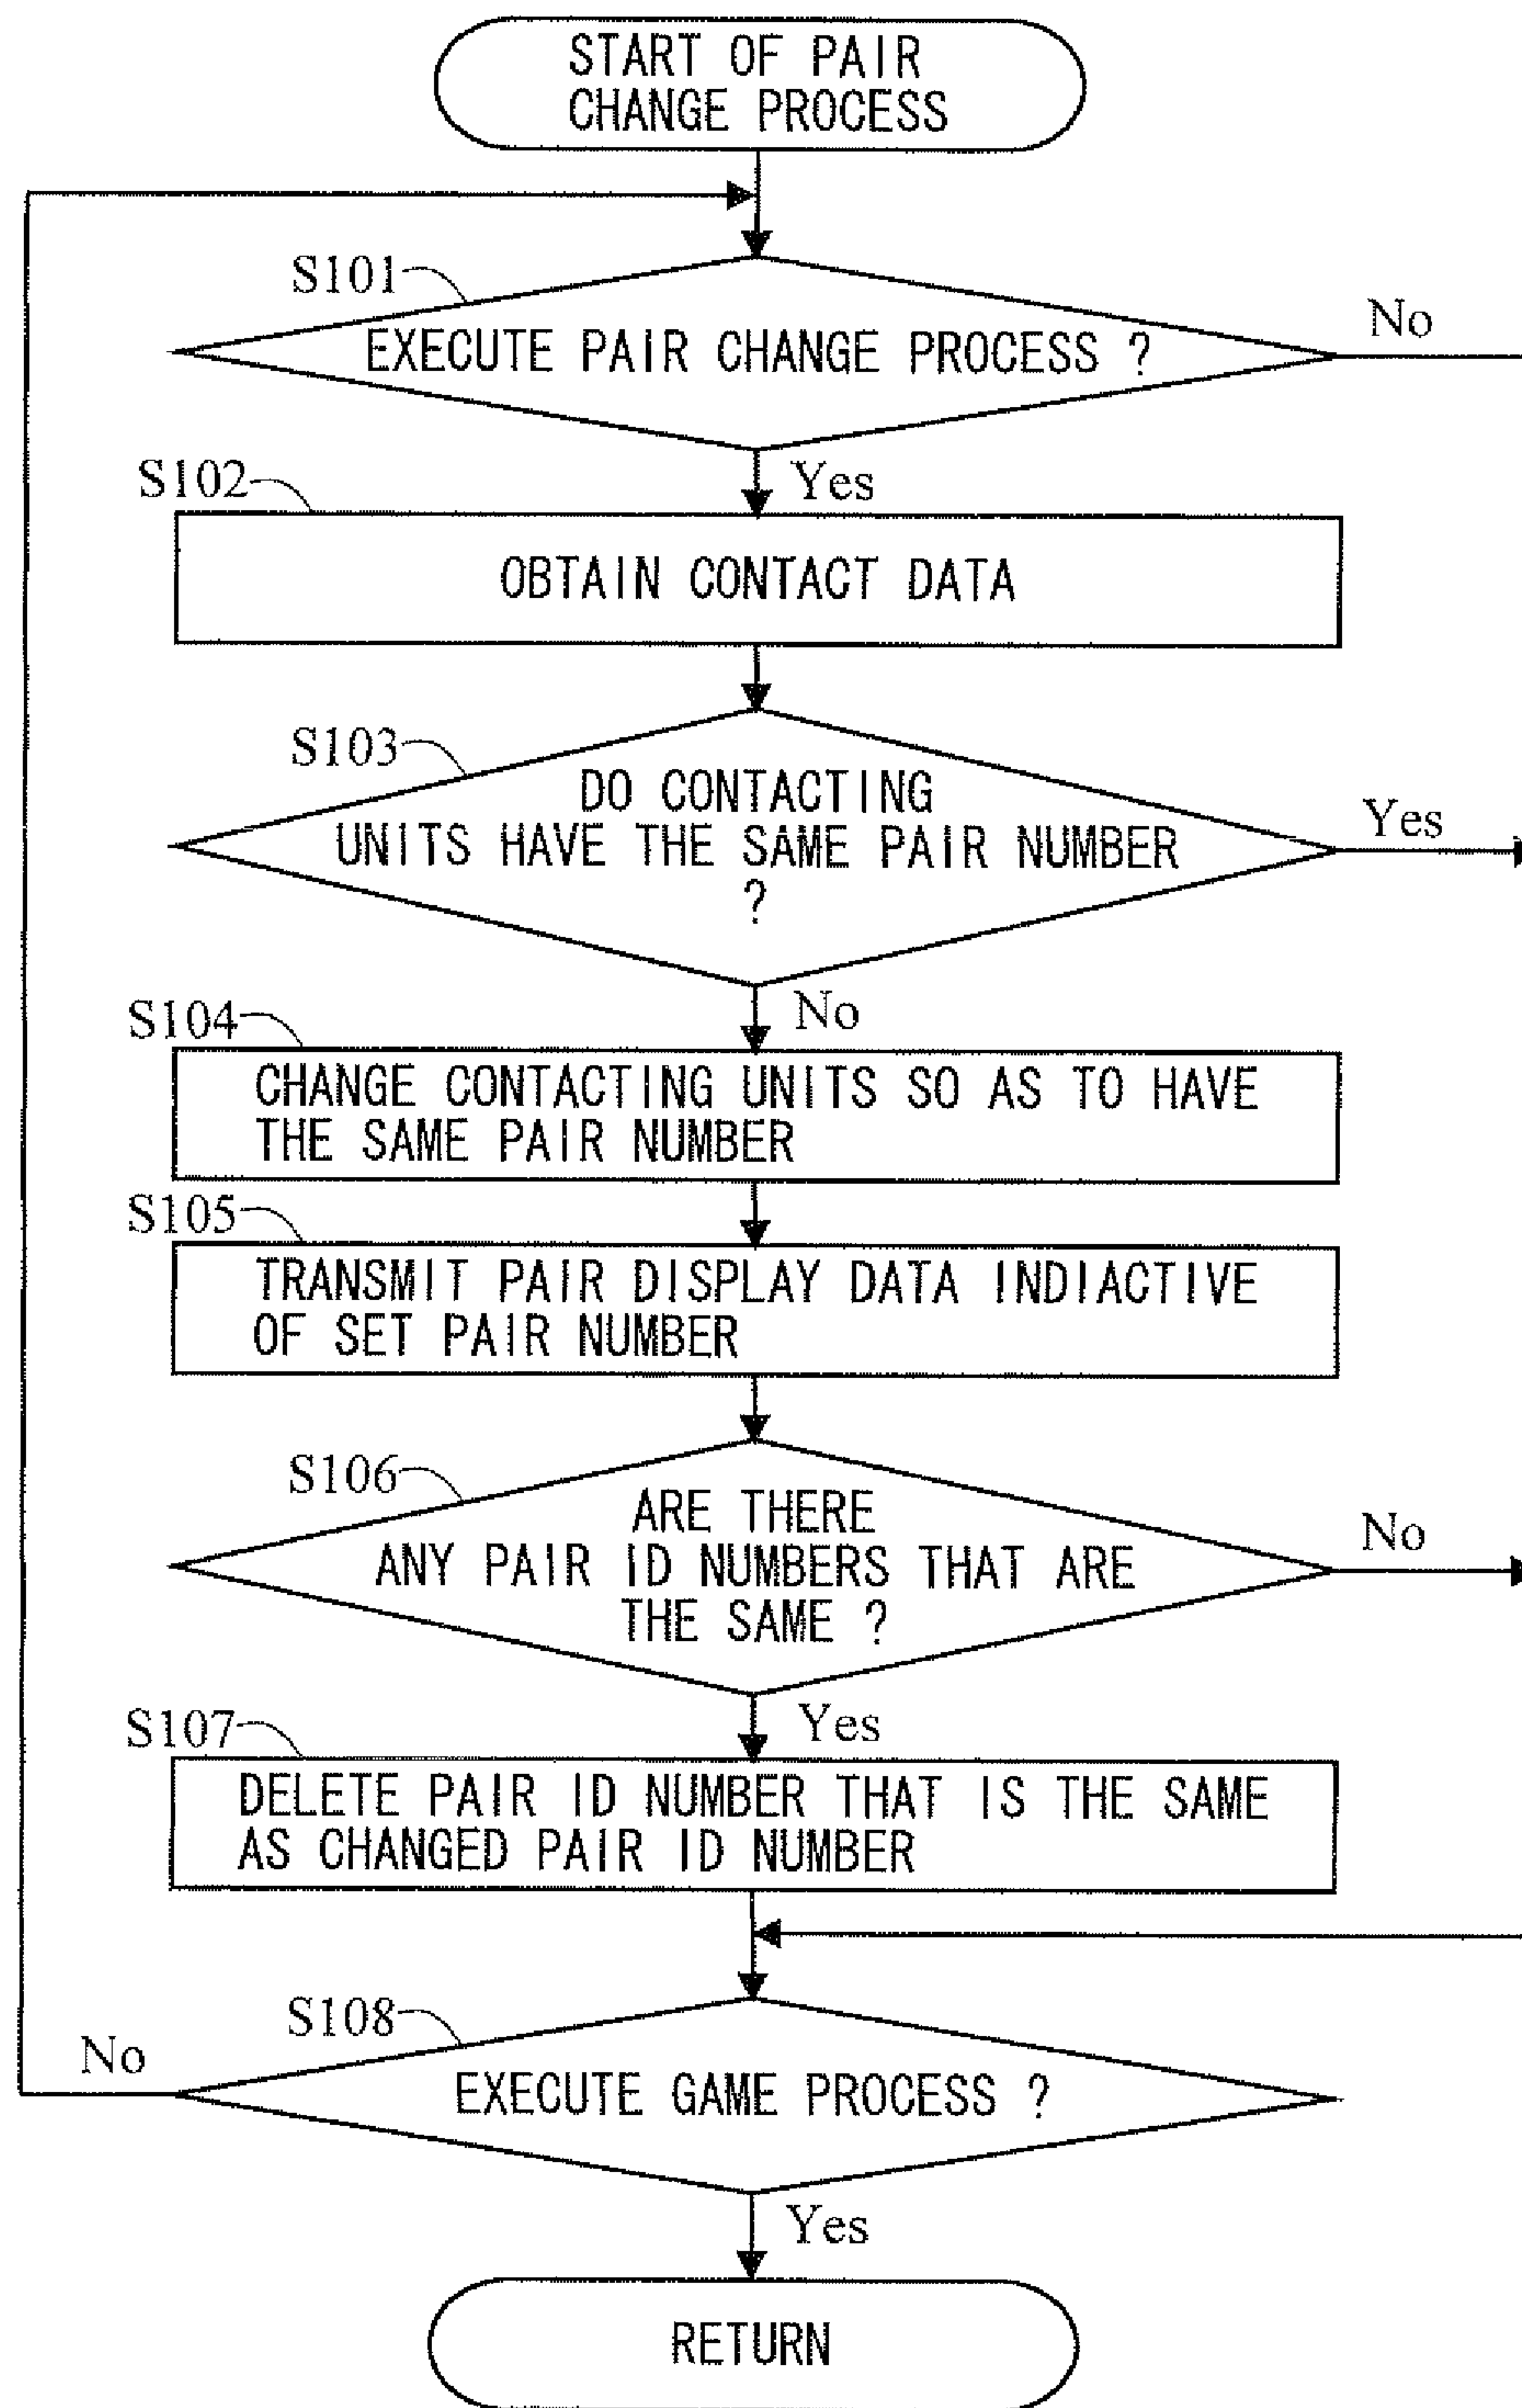 START OF PAIR
CHANGE PROCESS
S101
EXECUTE PAIR CHANGE PROCESS ?
No
Yes
S102
OBTAIN CONTACT DATA
S103
DO CONTACTING
UNITS HAVE THE SAME PAIR NUMBER
?
Yes
No
S104
CHANGE CONTACTING UNITS SO AS TO HAVE
THE SAME PAIR NUMBER
S105
TRANSMIT PAIR DISPLAY DATA INDIACTIVE
OF SET PAIR NUMBER
S106
ARE THERE
ANY PAIR ID NUMBERS THAT ARE
THE SAME ?
No
Yes
S107
DELETE PAIR ID NUMBER THAT IS THE SAME
AS CHANGED PAIR ID NUMBER
S108
No
EXECUTE GAME PROCESS ?
Yes
RETURN